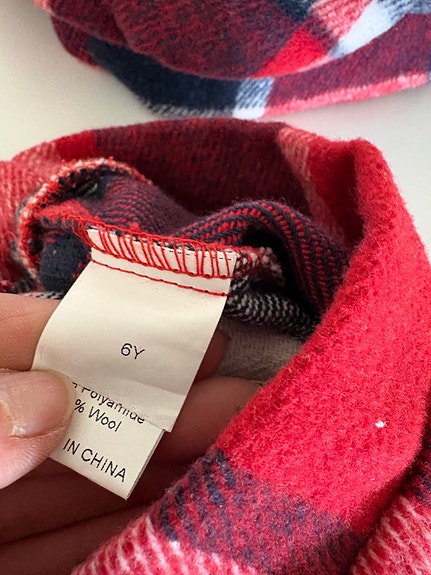 6Y
Polyamide
% Wool
IN CHINA